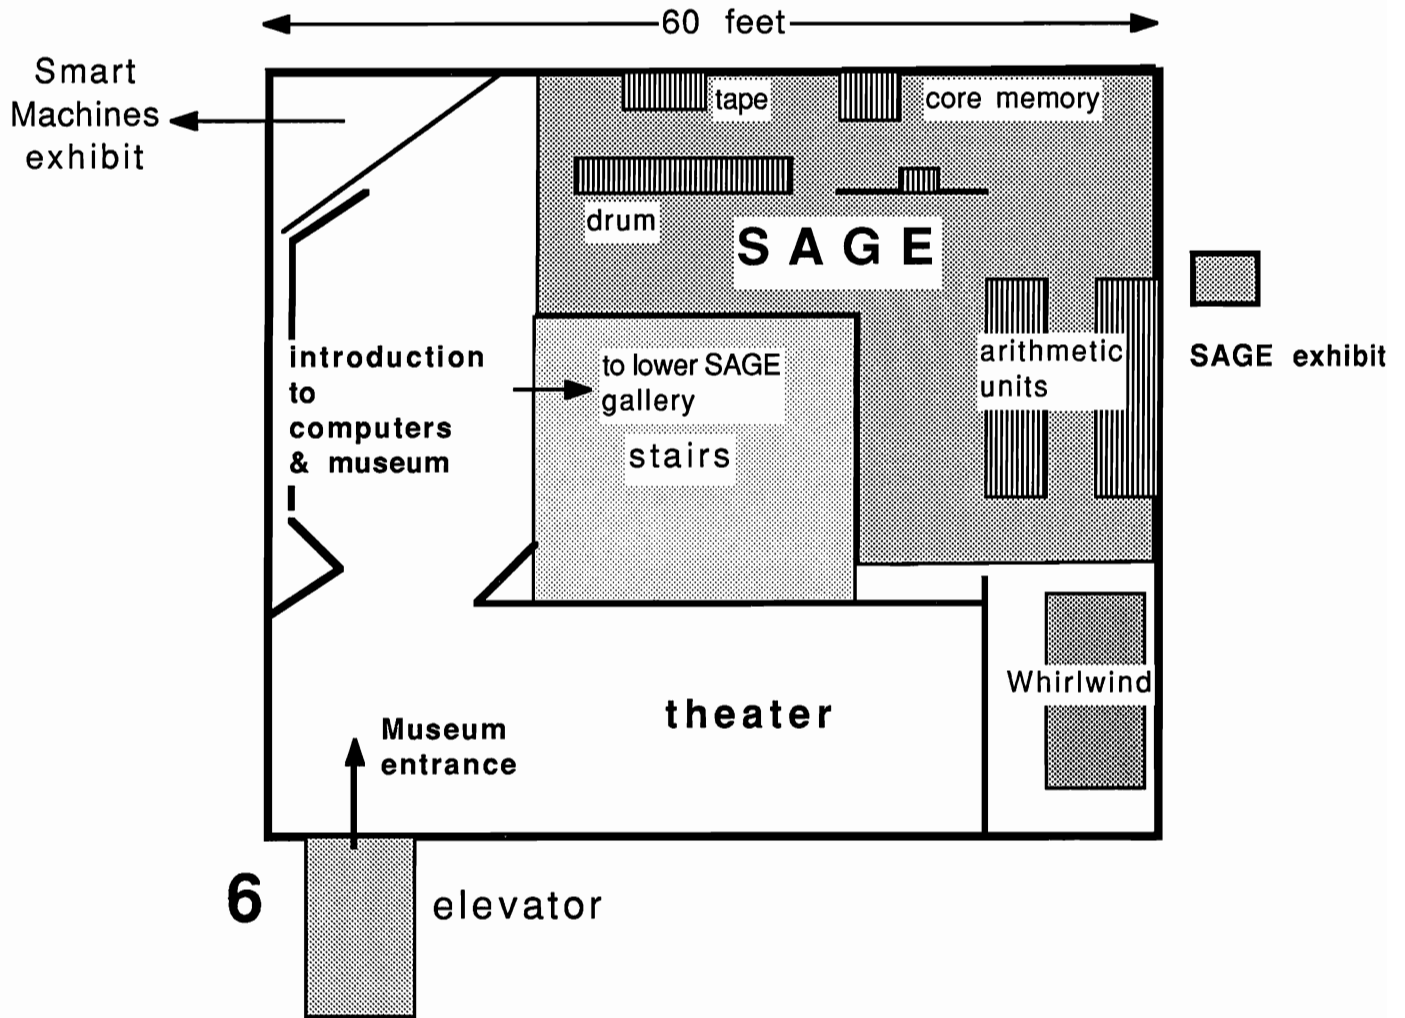 60 feet
Smart
Machines
exhibit
tape
core memory
drum
SAGE
arithmetic
units
SAGE exhibit
introduction
to
computers
& museum
to lower SAGE
gallery
stairs
Whirlwind
theater
Museum
entrance
6
elevator